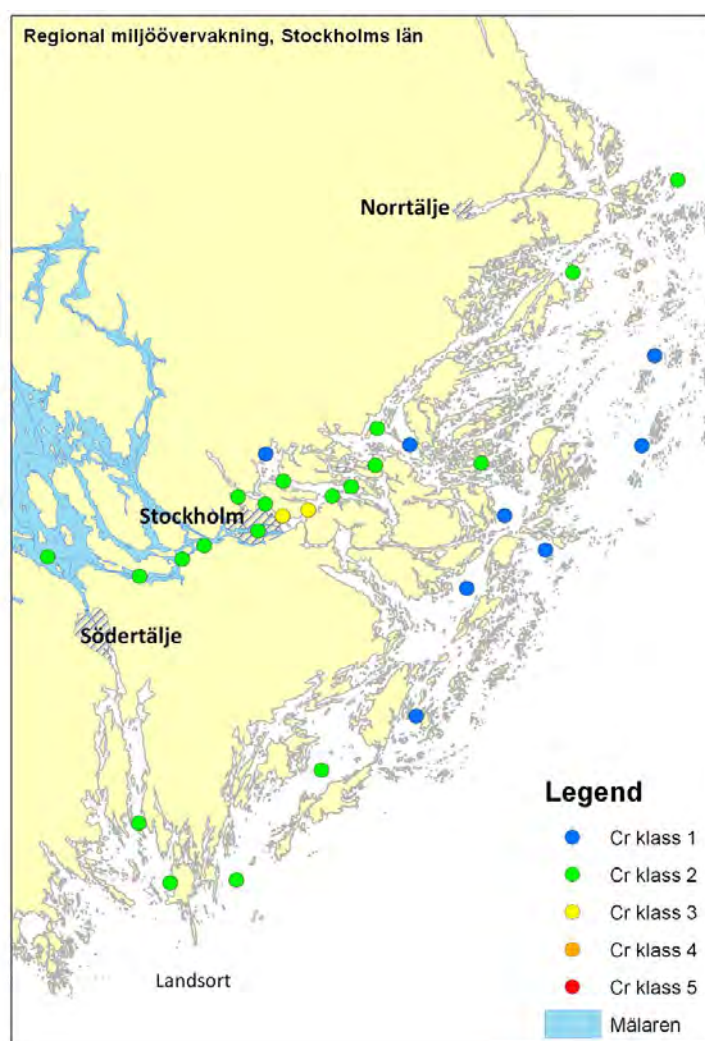 Regional miljöövervakning, Stockholms län
Norrtälje
Stockholm
Södertälje
Landsort
Legend
Cr klass 1
Cr klass 2
Cr klass 3
Cr klass 4
Cr klass 5
Mälaren